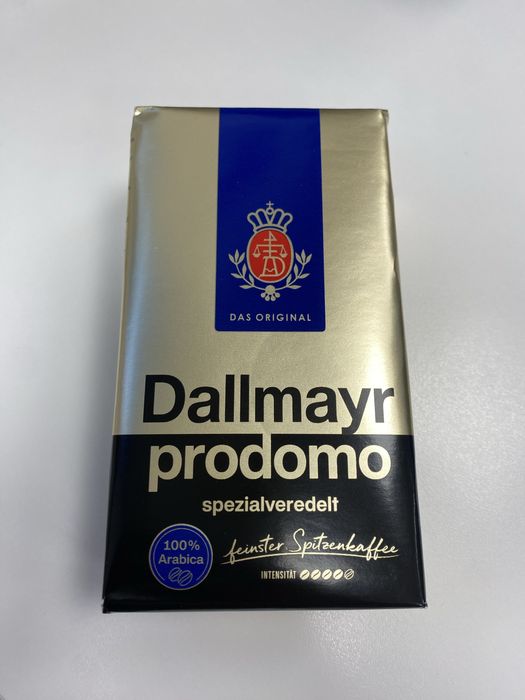 DAS ORIGINAL
Dallmayr
prodomo
spezialveredelt
100%
Arabica
feinster Spitzenkaffee
INTENSITÄT